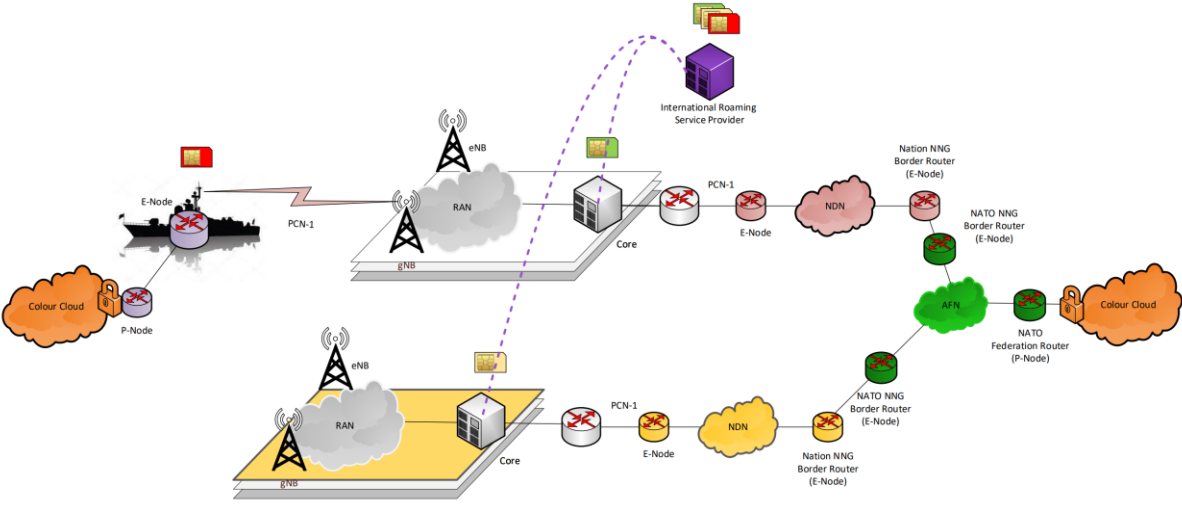 International Roaming
Service Provider
eNB
E-Node
PCN-1
RAN
gNB
Core
PCN-1
E-Node
NDN
Nation NNG
Border Router
(E-Node)
NATO NNG
Border Router
(E-Node)
Colour Cloud
P-Node
AFN
NATO
Federation Router
(P-Node)
Colour Cloud
eNB
RAN
gNB
Core
PCN-1
E-Node
NDN
Nation NNG
Border Router
(E-Node)
NATO NNG
Border Router
(E-Node)